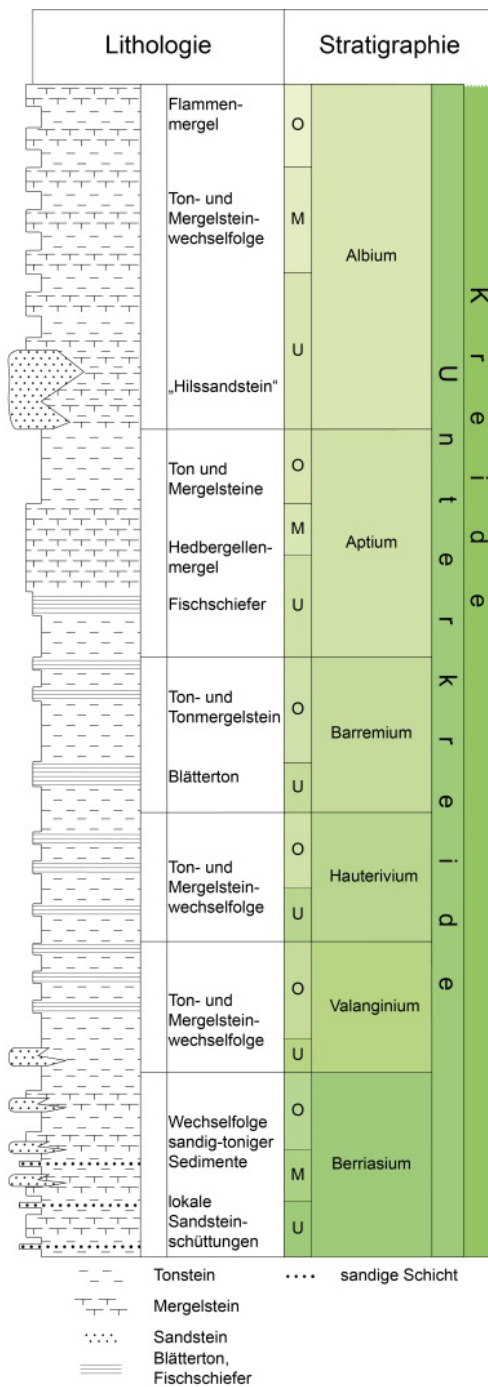 Lithologie
Stratigraphie
Flammen-
mergel
Ton- und
Mergelstein-
wechselfolge
„Hilssandstein“
Ton und
Mergelsteine
Hedbergellen-
mergel
Fischschiefer
Ton- und
Tonmergelstein
Blätterton
Ton- und
Mergelstein-
wechselfolge
Ton- und
Mergelstein-
wechselfolge
Wechselfolge
sandig-toniger
Sedimente
lokale
Sandstein-
schüttungen
O
M
U
O
M
U
O
U
O
U
O
U
O
M
U
Albium
Aptium
Barremium
Hauterivium
Valanginium
Berriasium
Unterkreide
Kreide
Tonstein
sandige Schicht
Mergelstein
Sandstein
Blätterton,
Fischschiefer